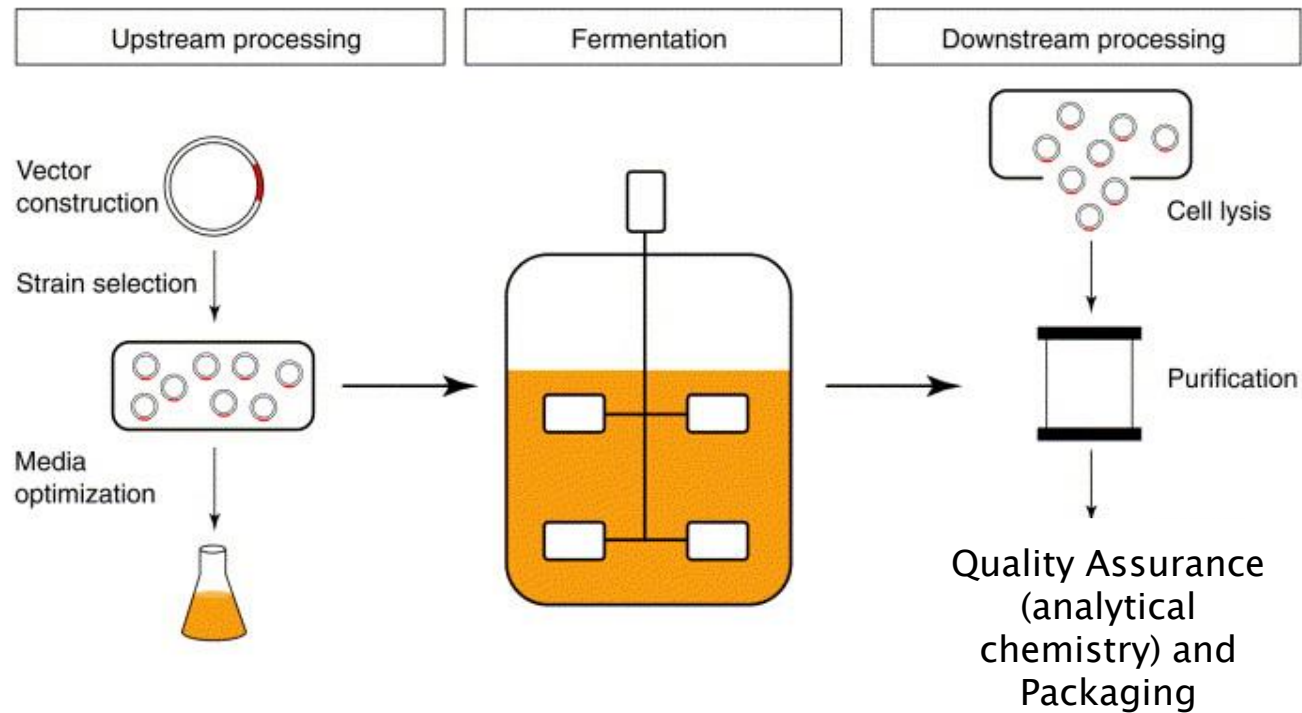 Upstream processing
Fermentation
Downstream processing
Vector
construction
Strain selection
Media
optimization
Cell lysis
Purification
Quality Assurance
(analytical
chemistry) and
Packaging